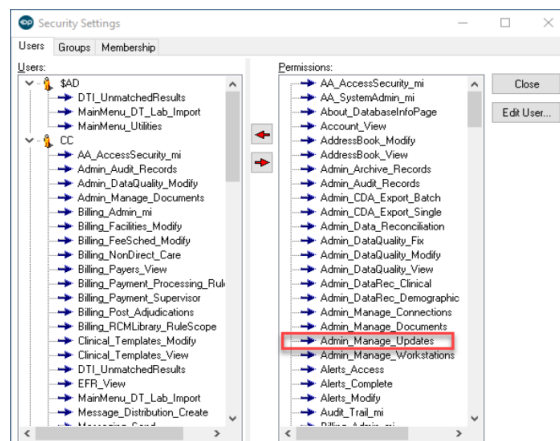 Security Settings
Users Groups Membership
Users:
$AD
DTI_UnmatchedResults
MainMenu_DT_Lab_Import
MainMenu_Utilities
CC
AA_AccessSecurity_mi
Admin_Audit_Records
Admin_DataQuality_Modify
Admin_Manage_Documents
Billing_Admin_mi
Billing_Facilities_Modify
Billing_FeeSched_Modify
Billing_NonDirect_Care
Billing_Payers_View
Billing_Payment_Processing_Rul
Billing_Payment_Supervisor
Billing_Post_Adjudications
Billing_RCMLibrary_RuleScope
Clinical_Templates_Modify
Clinical_Templates_View
DTI_UnmatchedResults
EFR_View
MainMenu_DT_Lab_Import
Message_Distribution_Create
Permissions:
AA_AccessSecurity_mi
AA_SystemAdmin_mi
About_DatabaseInfoPage
Account_View
AddressBook_Modify
AddressBook_View
Admin_Archive_Records
Admin_Audit_Records
Admin_CDA_Export_Batch
Admin_CDA_Export_Single
Admin_Data_Reconciliation
Admin_DataQuality_Fix
Admin_DataQuality_Modify
Admin_DataQuality_View
Admin_DataRec_Clinical
Admin_DataRec_Demographic
Admin_Manage_Connections
Admin_Manage_Documents
Admin_Manage_Updates
Admin_Manage_Workstations
Alerts_Access
Alerts_Complete
Alerts_Modify
Audit_Trail_mi
Close
Edit User...